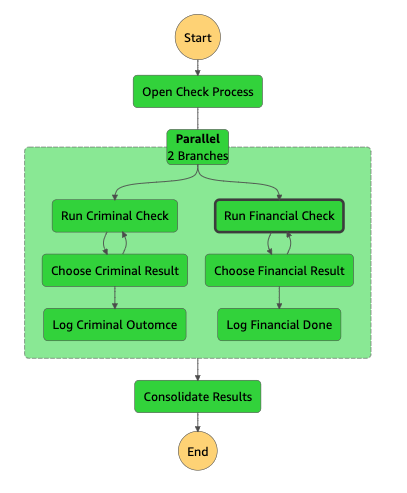 Start
Open Check Process
Parallel
2 Branches
Run Criminal Check
Run Financial Check
Choose Criminal Result
Choose Financial Result
Log Criminal Outomce
Log Financial Done
Consolidate Results
End